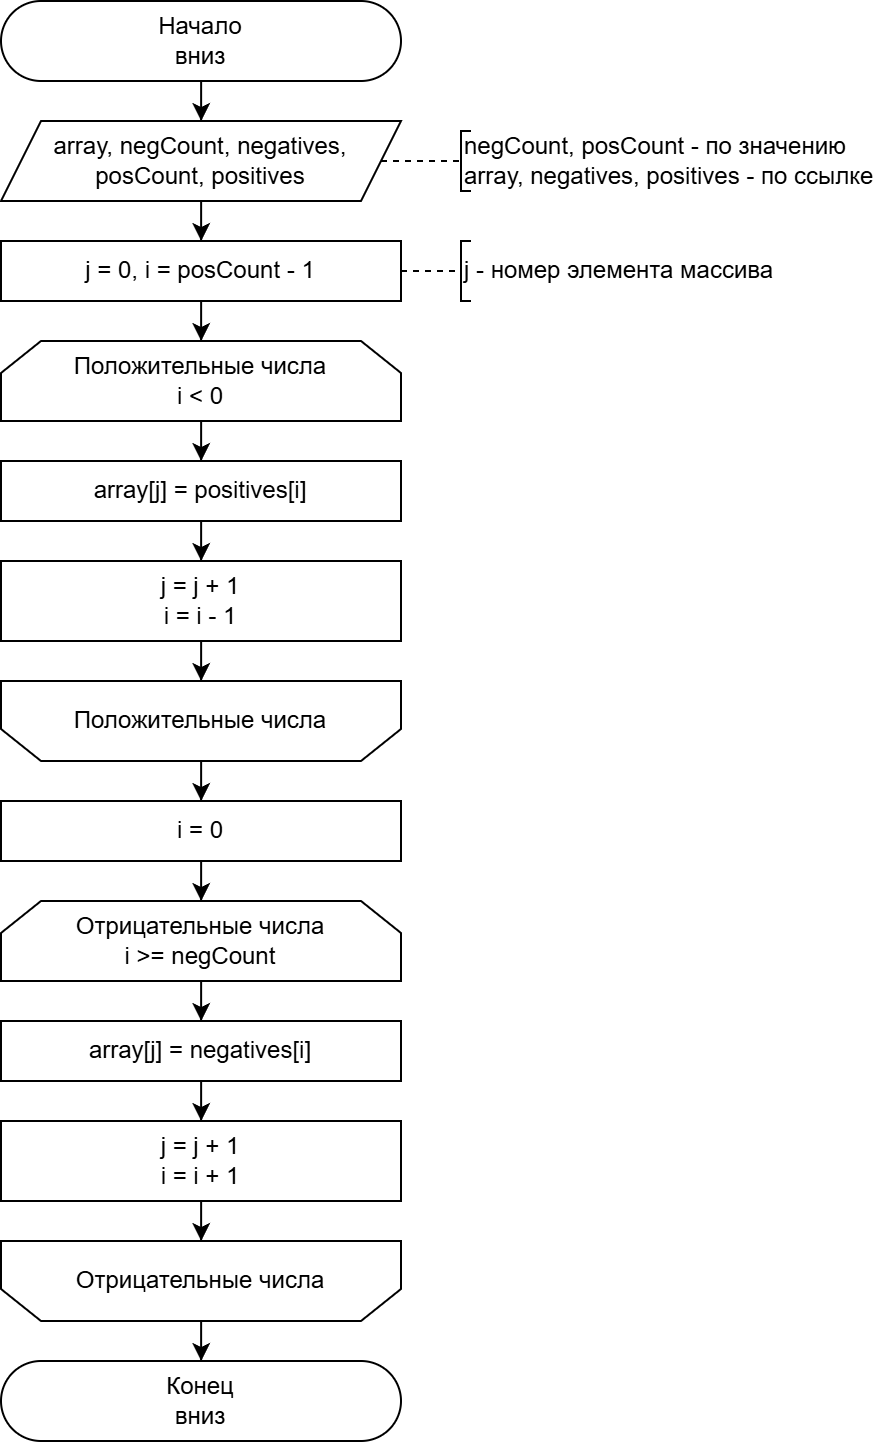 Начало
вниз
array, negCount, negatives,
posCount, positives
negCount, posCount - по значению
array, negatives, positives - по ссылке
j = 0, i = posCount - 1
j - номер элемента массива
Положительные числа
i < 0
array[j] = positives[i]
j = j + 1
i = i - 1
Положительные числа
i = 0
Отрицательные числа
i >= negCount
array[j] = negatives[i]
j = j + 1
i = i + 1
Отрицательные числа
Конец
вниз